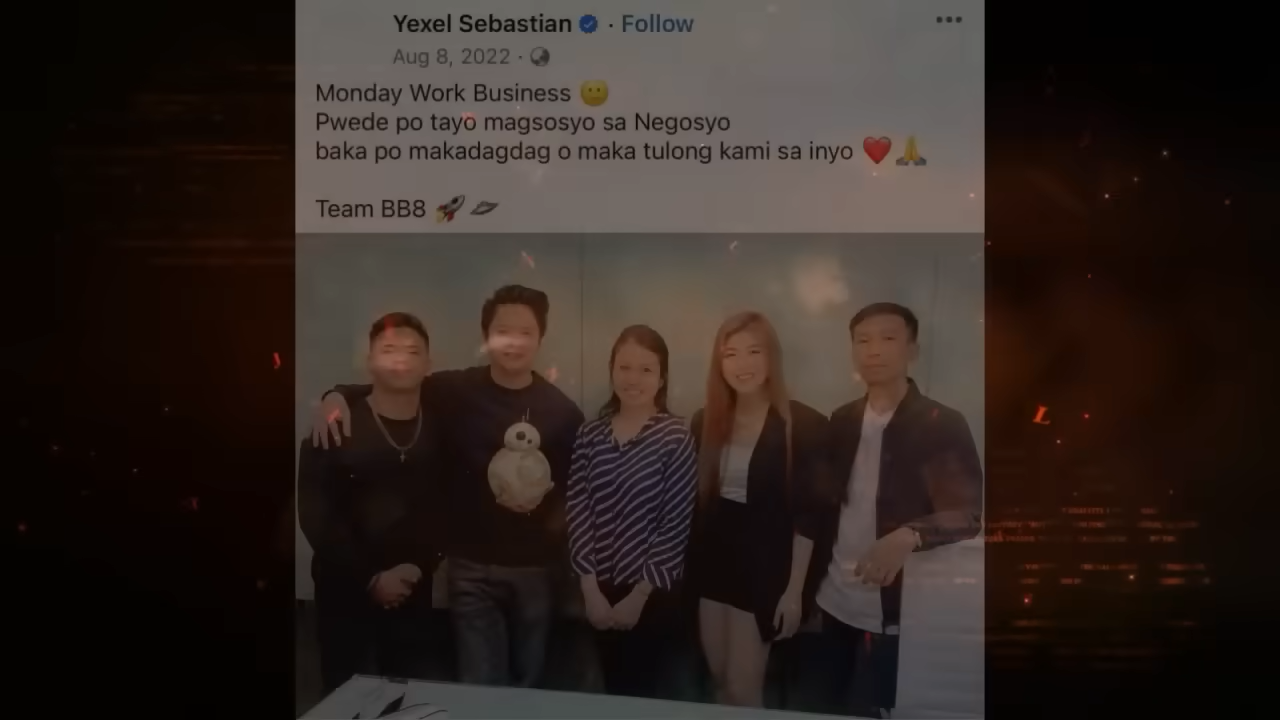 Yexel Sebastian · Follow
Aug 8, 2022 ·
Monday Work Business 🙂
Pwede po tayo magsosyo sa Negosyo
baka po makadagdag o maka tulong kami sa inyo ❤️🙏
Team BB8 🚀🛸